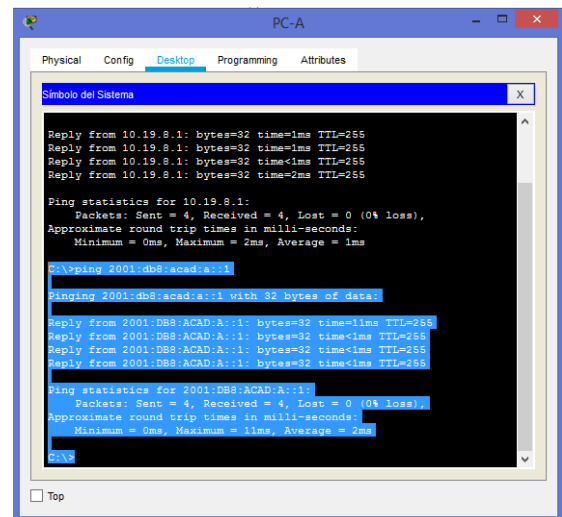 PC-A
Physical Config Desktop Programming Attributes
Símbolo del Sistema X
Reply from 10.19.8.1: bytes=32 time=1ms TTL=255
Reply from 10.19.8.1: bytes=32 time=1ms TTL=255
Reply from 10.19.8.1: bytes=32 time<1ms TTL=255
Reply from 10.19.8.1: bytes=32 time=2ms TTL=255
Ping statistics for 10.19.8.1:
Packets: Sent = 4, Received = 4, Lost = 0 (0% loss),
Approximate round trip times in milli-seconds:
Minimum = 0ms, Maximum = 2ms, Average = 1ms
C:\>ping 2001:db8:acad:a::1
Pinging 2001:db8:acad:a::1 with 32 bytes of data:
Reply from 2001:DB8:ACAD:A::1: bytes=32 time=11ms TTL=255
Reply from 2001:DB8:ACAD:A::1: bytes=32 time<1ms TTL=255
Reply from 2001:DB8:ACAD:A::1: bytes=32 time<1ms TTL=255
Reply from 2001:DB8:ACAD:A::1: bytes=32 time<1ms TTL=255
Ping statistics for 2001:DB8:ACAD:A::1:
Packets: Sent = 4, Received = 4, Lost = 0 (0% loss),
Approximate round trip times in milli-seconds:
Minimum = 0ms, Maximum = 11ms, Average = 2ms
C:\>
Top